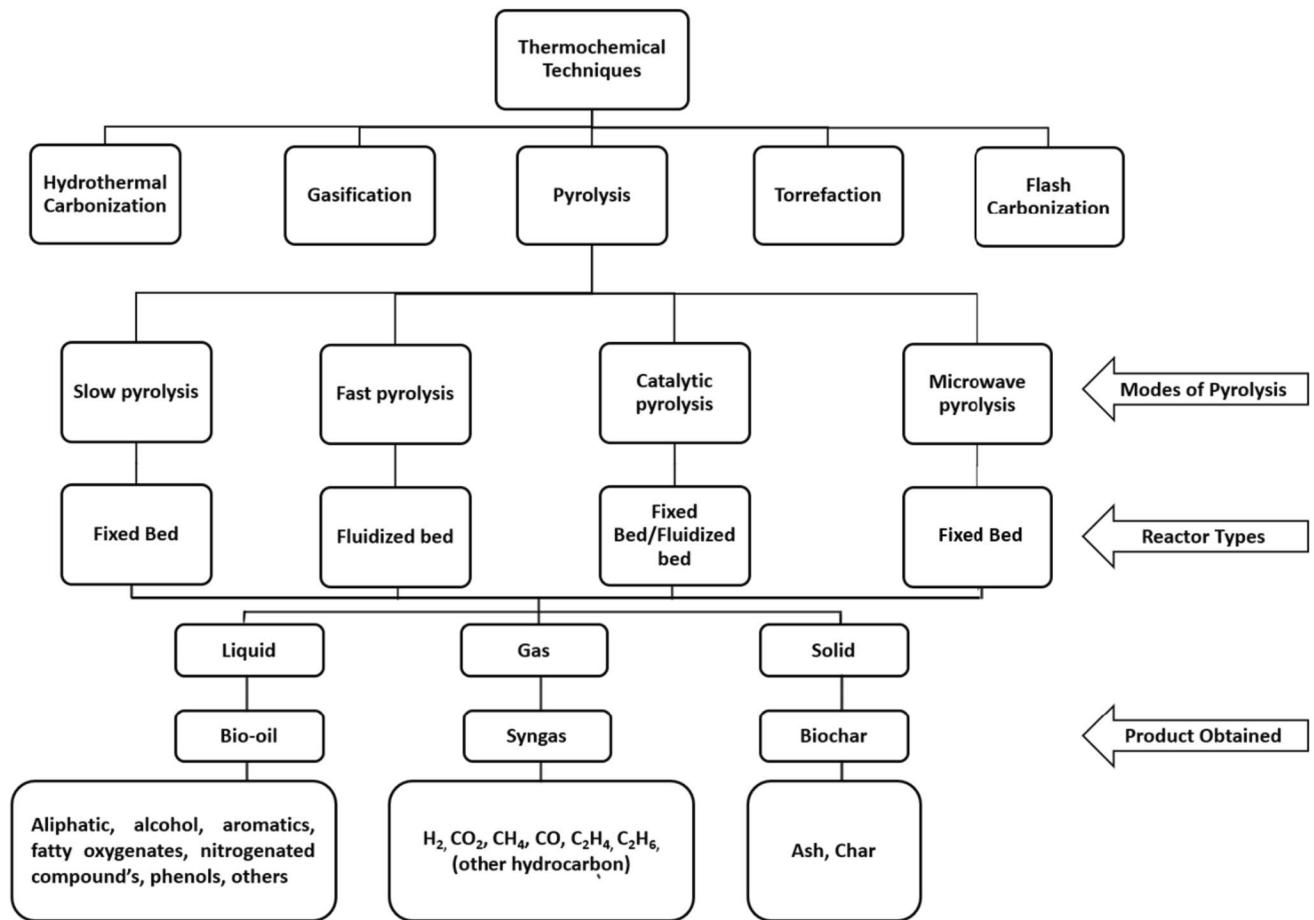 Thermochemical
Techniques
Hydrothermal
Carbonization
Gasification
Pyrolysis
Torrefaction
Flash
Carbonization
Slow pyrolysis
Fast pyrolysis
Catalytic
pyrolysis
Microwave
pyrolysis
Modes of Pyrolysis
Fixed Bed
Fluidized bed
Fixed
Bed/Fluidized
bed
Fixed Bed
Reactor Types
Liquid
Gas
Solid
Bio-oil
Syngas
Biochar
Product Obtained
Aliphatic, alcohol, aromatics,
fatty oxygenates, nitrogenated
compound’s, phenols, others
H₂, CO₂, CH₄, CO, C₂H₄, C₂H₆,
(other hydrocarbon)
Ash, Char